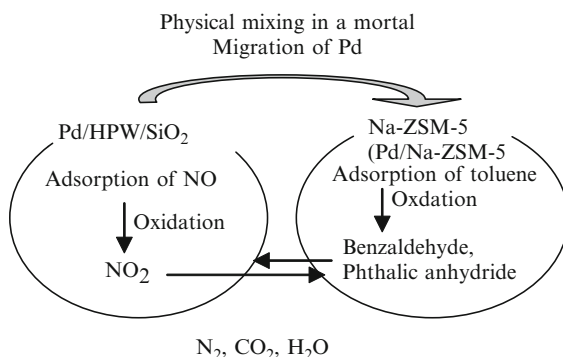 Physical mixing in a mortal
Migration of Pd
Pd/HPW/SiO2
Adsorption of NO
Oxidation
NO2
Na-ZSM-5
(Pd/Na-ZSM-5
Adsorption of toluene
Oxdation
Benzaldehyde,
Phthalic anhydride
N2, CO2, H2O